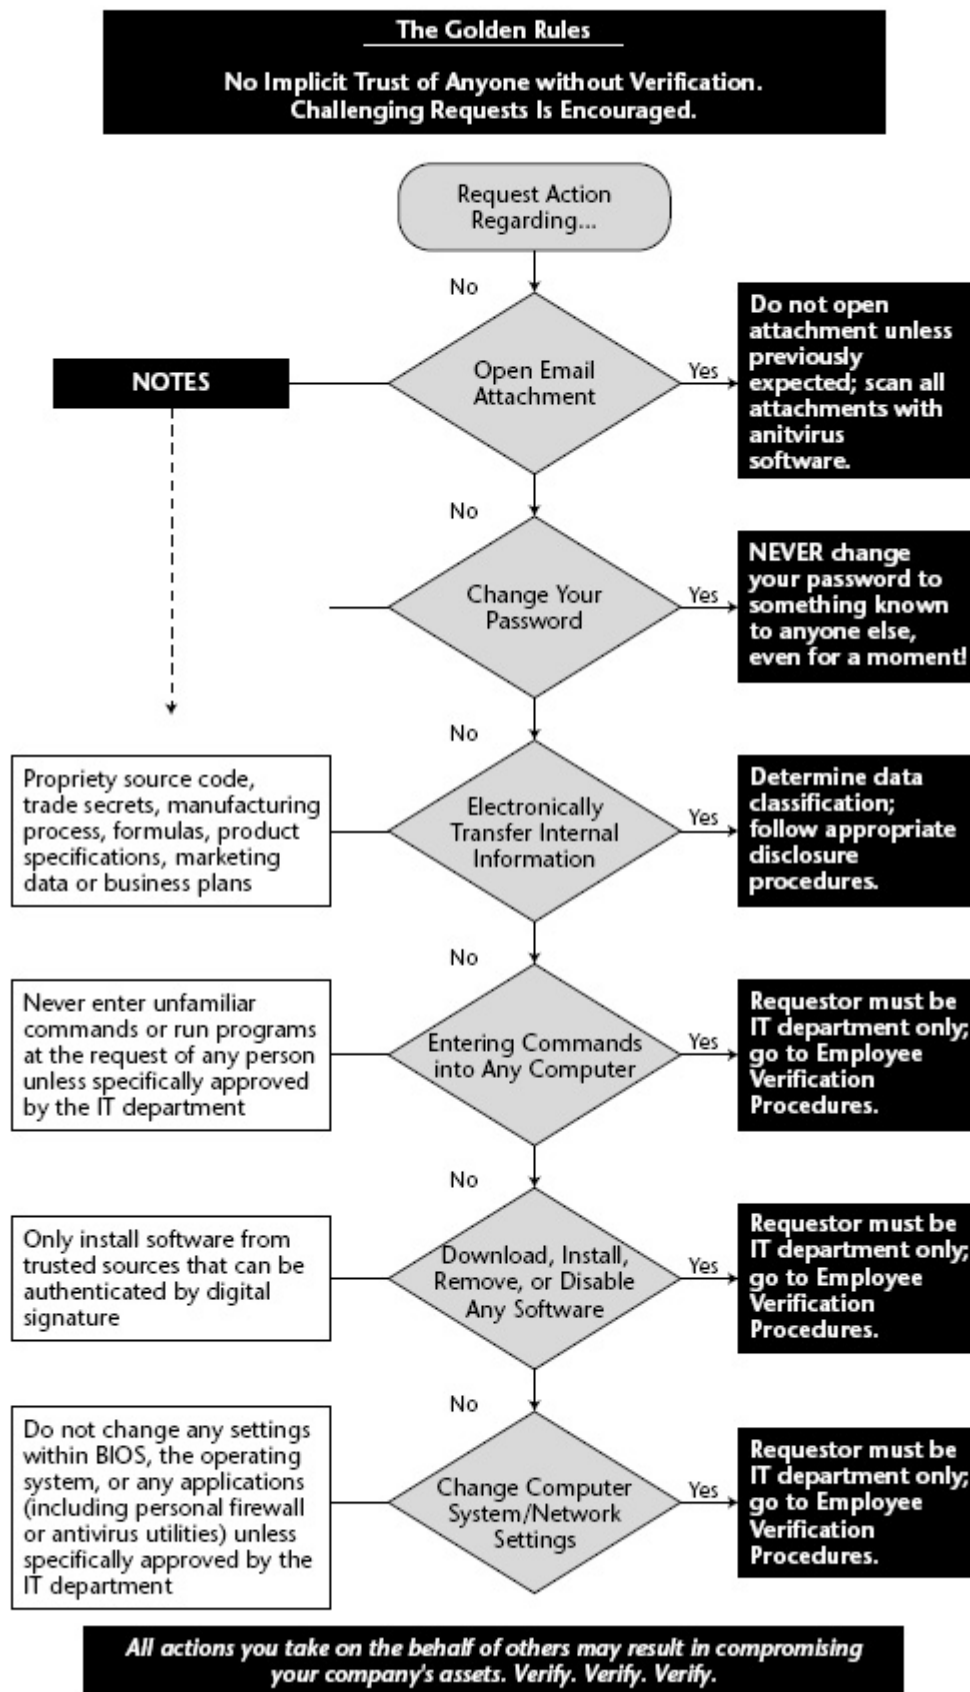 The Golden Rules
No Implicit Trust of Anyone without Verification.
Challenging Requests Is Encouraged.
Request Action
Regarding...
No
Open Email
Attachment
Yes
Do not open
attachment unless
previously
expected; scan all
attachments with
anitvirus
software.
NOTES
No
Change Your
Password
Yes
NEVER change
your password to
something known
to anyone else,
even for a moment!
No
Propriety source code,
trade secrets, manufacturing
process, formulas, product
specifications, marketing
data or business plans
Electronically
Transfer Internal
Information
Yes
Determine data
classification;
follow appropriate
disclosure
procedures.
No
Never enter unfamiliar
commands or run programs
at the request of any person
unless specifically approved
by the IT department
Entering Commands
into Any Computer
Yes
Requestor must be
IT department only;
go to Employee
Verification
Procedures.
No
Only install software from
trusted sources that can be
authenticated by digital
signature
Download, Install,
Remove, or Disable
Any Software
Yes
Requestor must be
IT department only;
go to Employee
Verification
Procedures.
No
Do not change any settings
within BIOS, the operating
system, or any applications
(including personal firewall
or antivirus utilities) unless
specifically approved by the
IT department
Change Computer
System/Network
Settings
Yes
Requestor must be
IT department only;
go to Employee
Verification
Procedures.
All actions you take on the behalf of others may result in compromising
your company's assets. Verify. Verify. Verify.